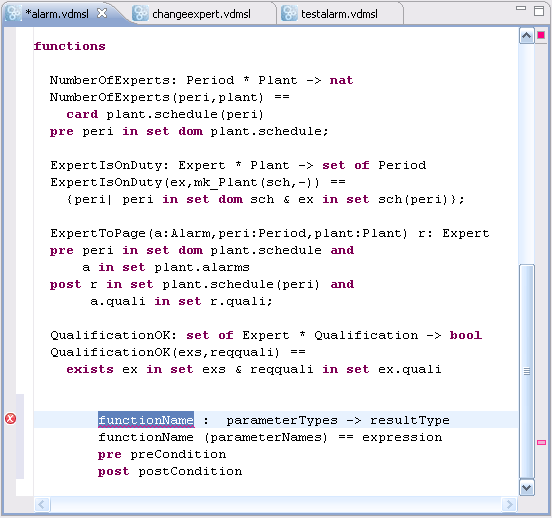 *alarm.vdmsl changeexpert.vdmsl testalarm.vdmsl
functions
NumberOfExperts: Period * Plant -> nat
NumberOfExperts(peri,plant) ==
card plant.schedule(peri)
pre peri in set dom plant.schedule;
ExpertIsOnDuty: Expert * Plant -> set of Period
ExpertIsOnDuty(ex,mk_Plant(sch,-)) ==
{peri| peri in set dom sch & ex in set sch(peri)};
ExpertToPage(a:Alarm,peri:Period,plant:Plant) r: Expert
pre peri in set dom plant.schedule and
a in set plant.alarms
post r in set plant.schedule(peri) and
a.quali in set r.quali;
QualificationOK: set of Expert * Qualification -> bool
QualificationOK(exs,reqquali) ==
exists ex in set exs & reqquali in set ex.quali
functionName : parameterTypes -> resultType
functionName (parameterNames) == expression
pre preCondition
post postCondition